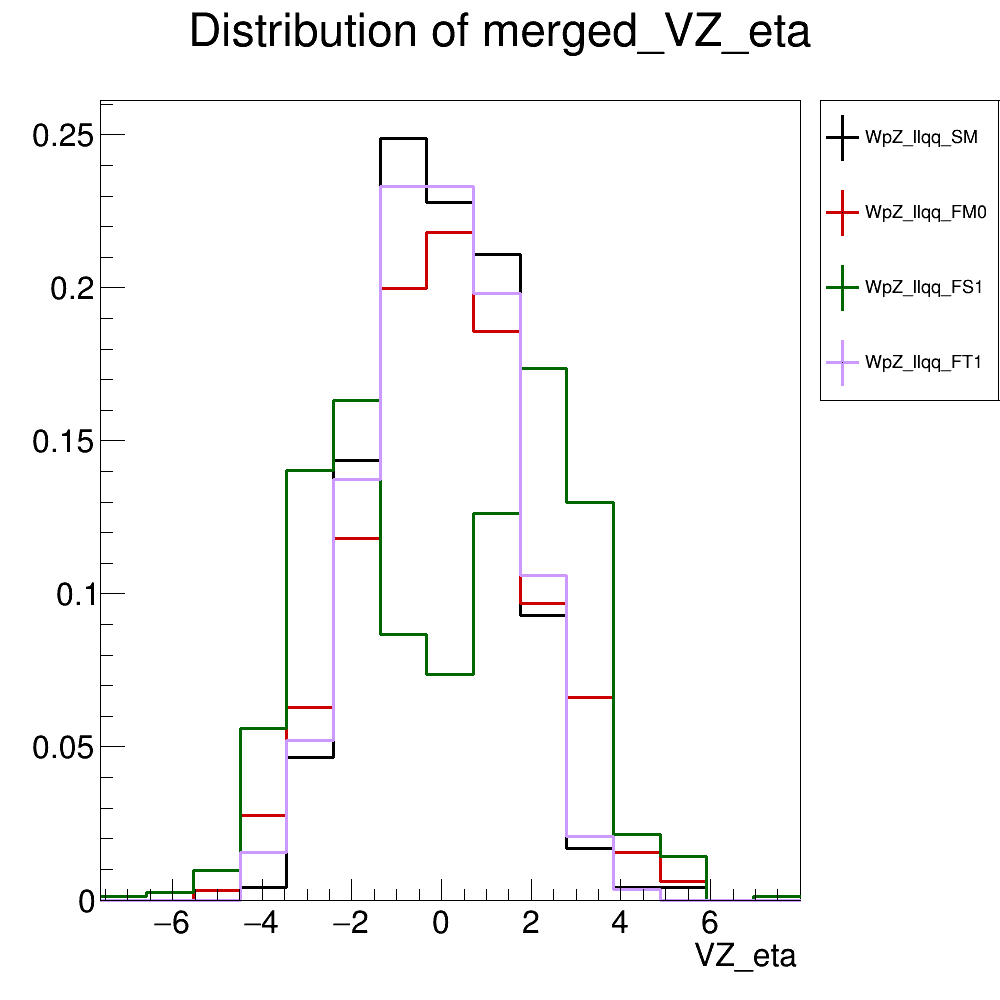 Distribution of merged_VZ_eta
0.25
0.2
0.15
0.1
0.05
0
−6 −4 −2 0 2 4 6
VZ_eta
WpZ_llqq_SM
WpZ_llqq_FM0
WpZ_llqq_FS1
WpZ_llqq_FT1